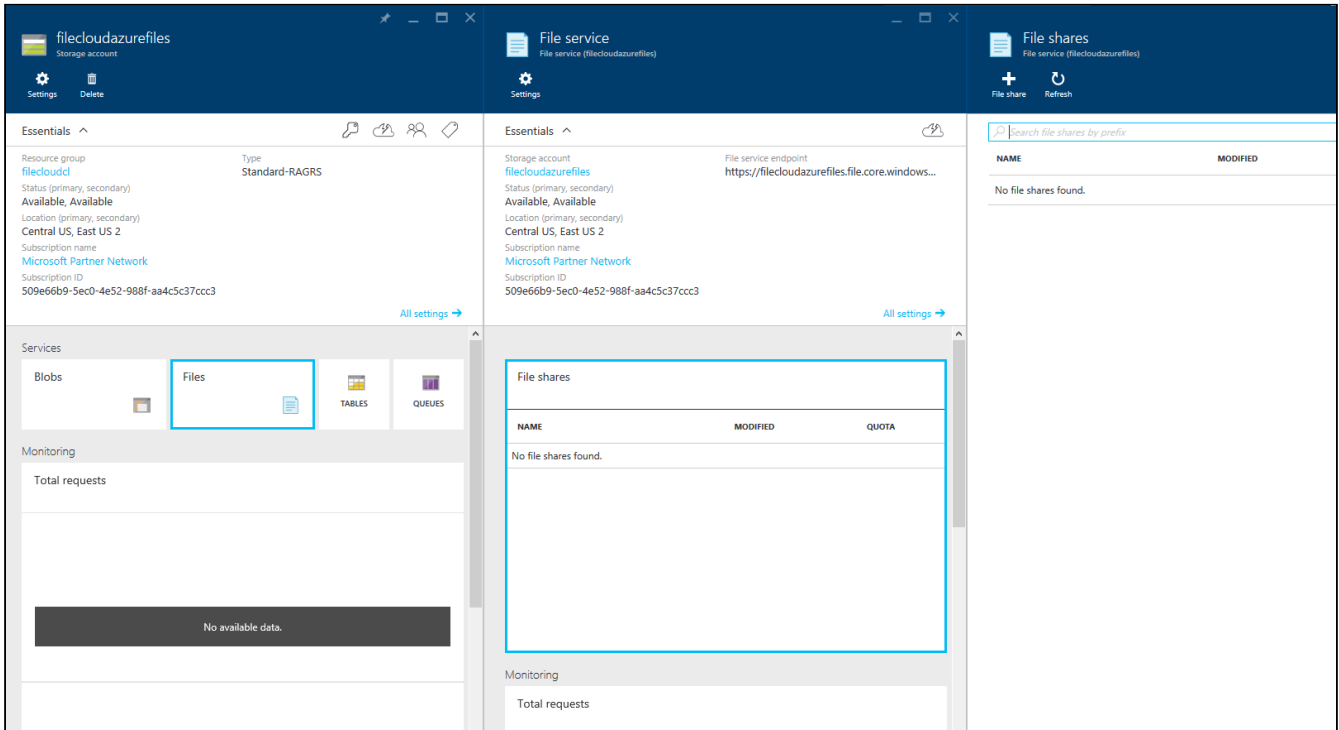 filecloudazurefiles
Storage account
Settings Delete
Essentials
Resource group
filecloudcl
Type
Standard-RAGRS
Status (primary, secondary)
Available, Available
Location (primary, secondary)
Central US, East US 2
Subscription name
Microsoft Partner Network
Subscription ID
509e66b9-5ec0-4e52-988f-aa4c5c37ccc3
All settings
Services
Blobs
Files
TABLES
QUEUES
Monitoring
Total requests
No available data.
File service
File service (filecloudazurefiles)
Settings
Essentials
Storage account
filecloudazurefiles
File service endpoint
https://filecloudazurefiles.file.core.windows...
Status (primary, secondary)
Available, Available
Location (primary, secondary)
Central US, East US 2
Subscription name
Microsoft Partner Network
Subscription ID
509e66b9-5ec0-4e52-988f-aa4c5c37ccc3
All settings
File shares
NAME MODIFIED QUOTA
No file shares found.
Monitoring
Total requests
File shares
File service (filecloudazurefiles)
File share Refresh
Search file shares by prefix
NAME MODIFIED
No file shares found.